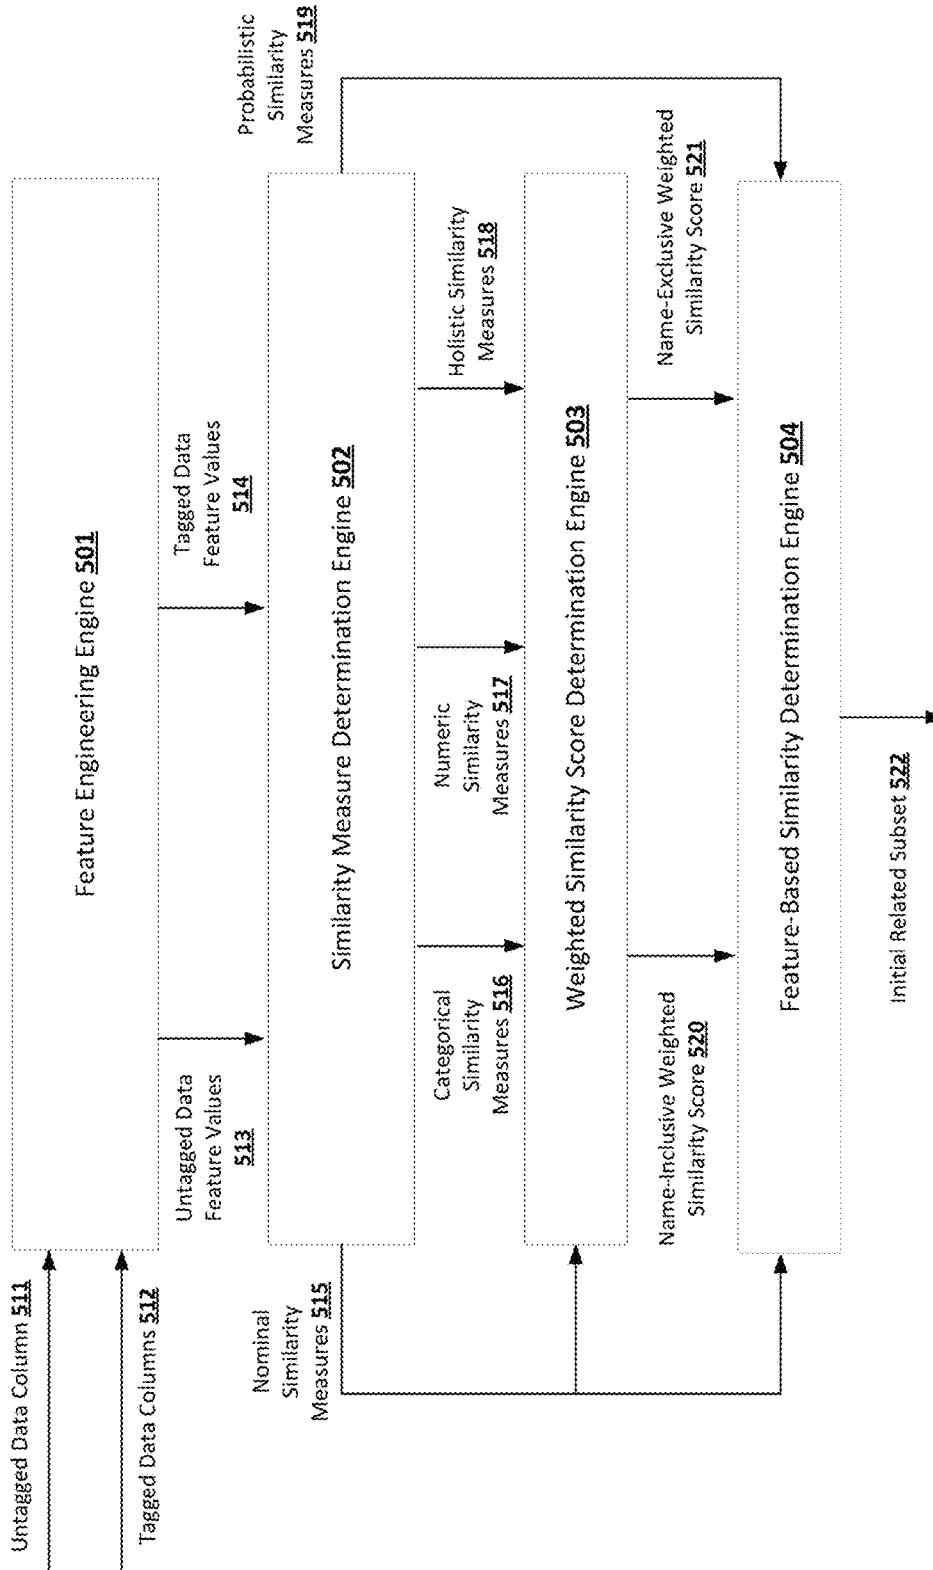 Untagged Data Column 511
Tagged Data Columns 512
Feature Engineering Engine 501
Untagged Data
Feature Values
513
Tagged Data
Feature Values
514
Similarity Measure Determination Engine 502
Nominal
Similarity
Measures 515
Categorical
Similarity
Measures 516
Numeric
Similarity
Measures 517
Holistic Similarity
Measures 518
Probabilistic
Similarity
Measures 519
Weighted Similarity Score Determination Engine 503
Name-Inclusive Weighted
Similarity Score 520
Name-Exclusive Weighted
Similarity Score 521
Feature-Based Similarity Determination Engine 504
Initial Related Subset 522